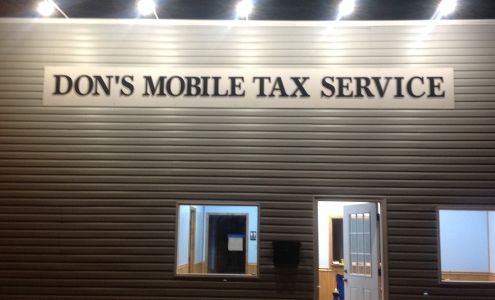 DON'S MOBILE TAX SERVICE